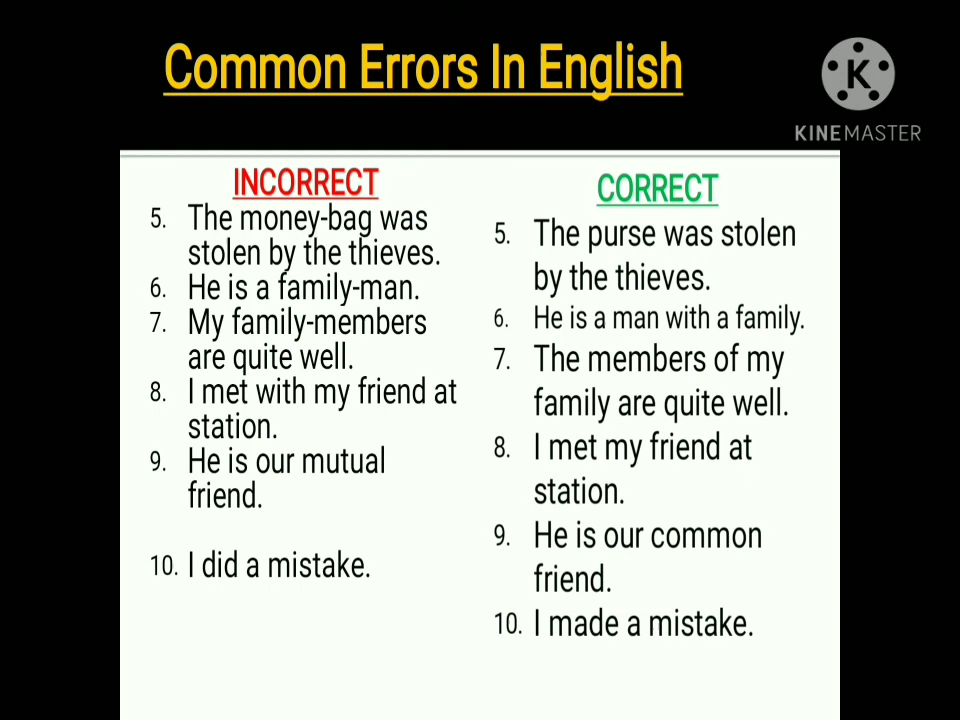 Common Errors In English
K
KINEMASTER
INCORRECT
5. The money-bag was
stolen by the thieves.
6. He is a family-man.
7. My family-members
are quite well.
8. I met with my friend at
station.
9. He is our mutual
friend.
10. I did a mistake.
CORRECT
5. The purse was stolen
by the thieves.
6. He is a man with a family.
7. The members of my
family are quite well.
8. I met my friend at
station.
9. He is our common
friend.
10. I made a mistake.